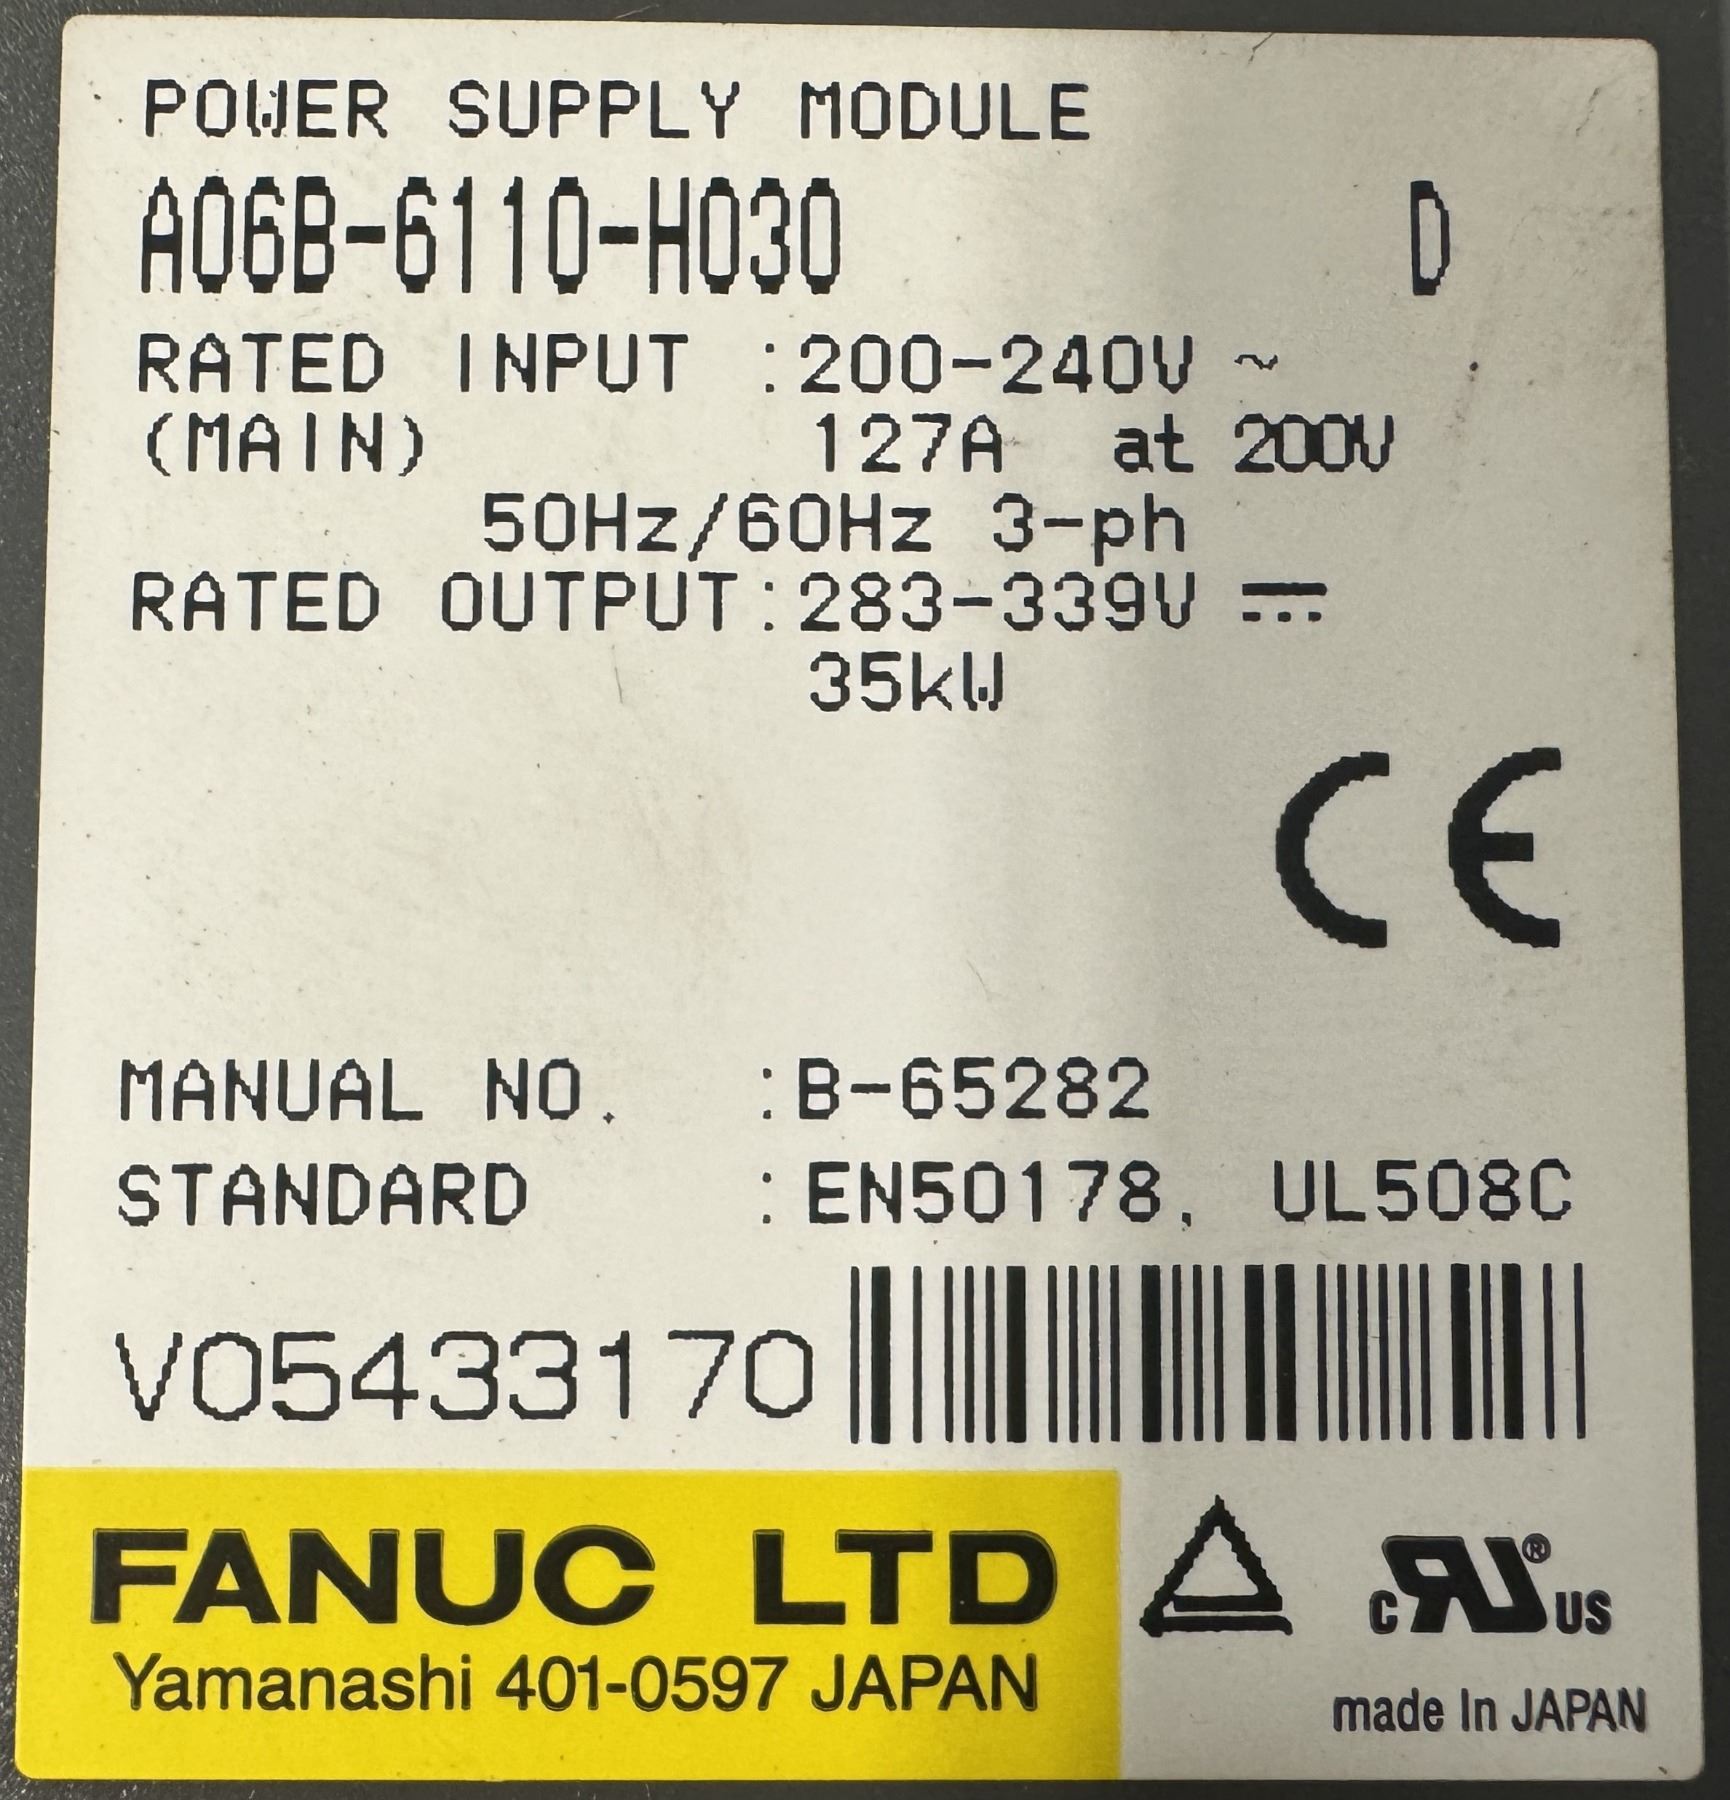 POWER SUPPLY MODULE
A06B-6110-H030 D
RATED INPUT :200-240V ~
(MAIN) 127A at 200V
50Hz/60Hz 3-ph
RATED OUTPUT:283-339V ⎓
35kW
CE
MANUAL NO. :B-65282
STANDARD :EN50178, UL508C
V05433170
FANUC LTD
Yamanashi 401-0597 JAPAN
c RU ® US
made In JAPAN